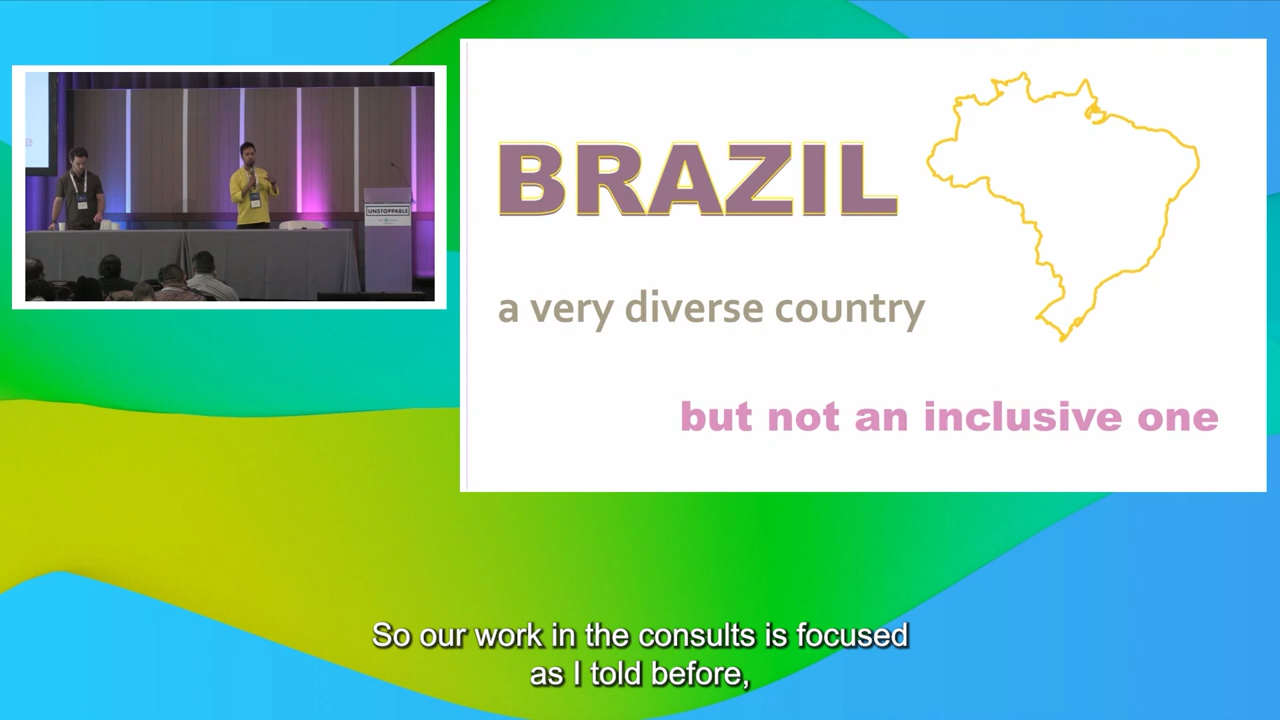 BRAZIL
a very diverse country
but not an inclusive one
UNSTOPPABLE
So our work in the consults is focused
as I told before,